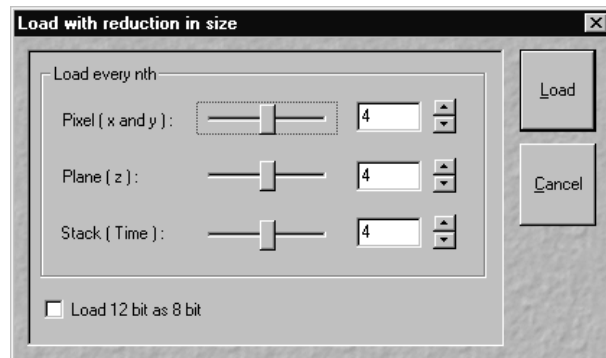 Load with reduction in size
Load every nth
Pixel ( x and y ) : 4
Load
Plane ( z ) : 4
Cancel
Stack ( Time ) : 4
Load 12 bit as 8 bit